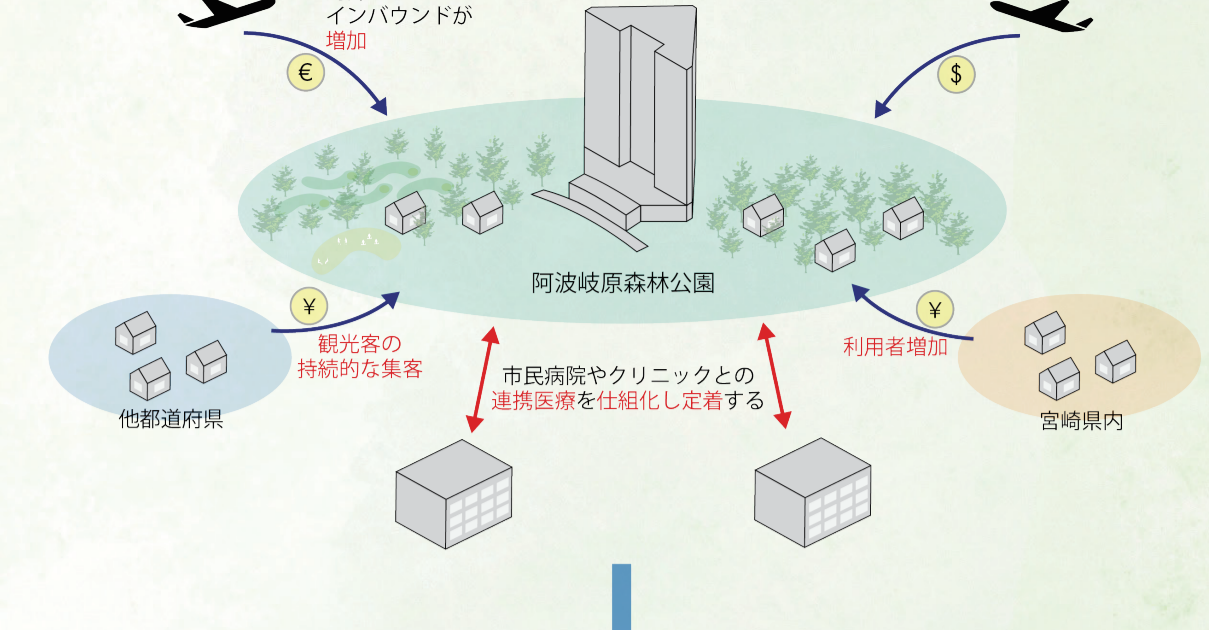 インバウンドが
増加
€
$
阿波岐原森林公園
¥
観光客の
持続的な集客
¥
利用者増加
市民病院やクリニックとの
連携医療を仕組化し定着する
他都道府県
宮崎県内